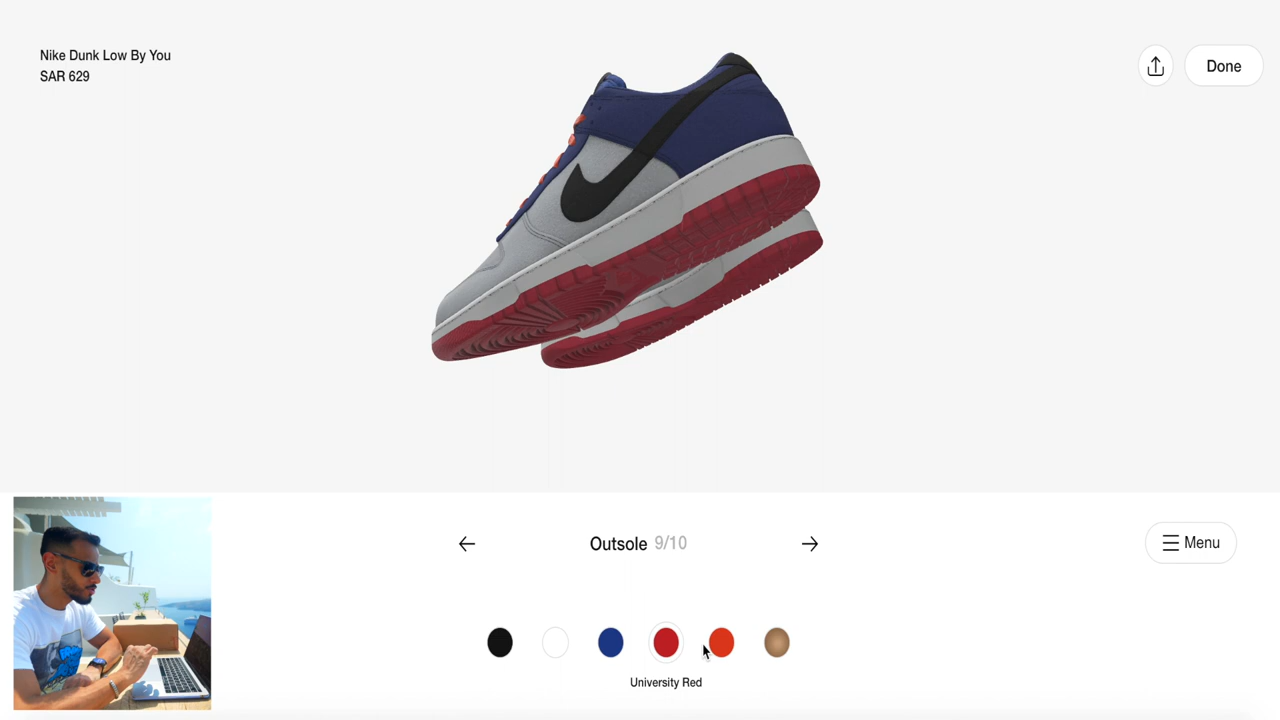 Nike Dunk Low By You
SAR 629
Done
Outsole 9/10
Menu
University Red